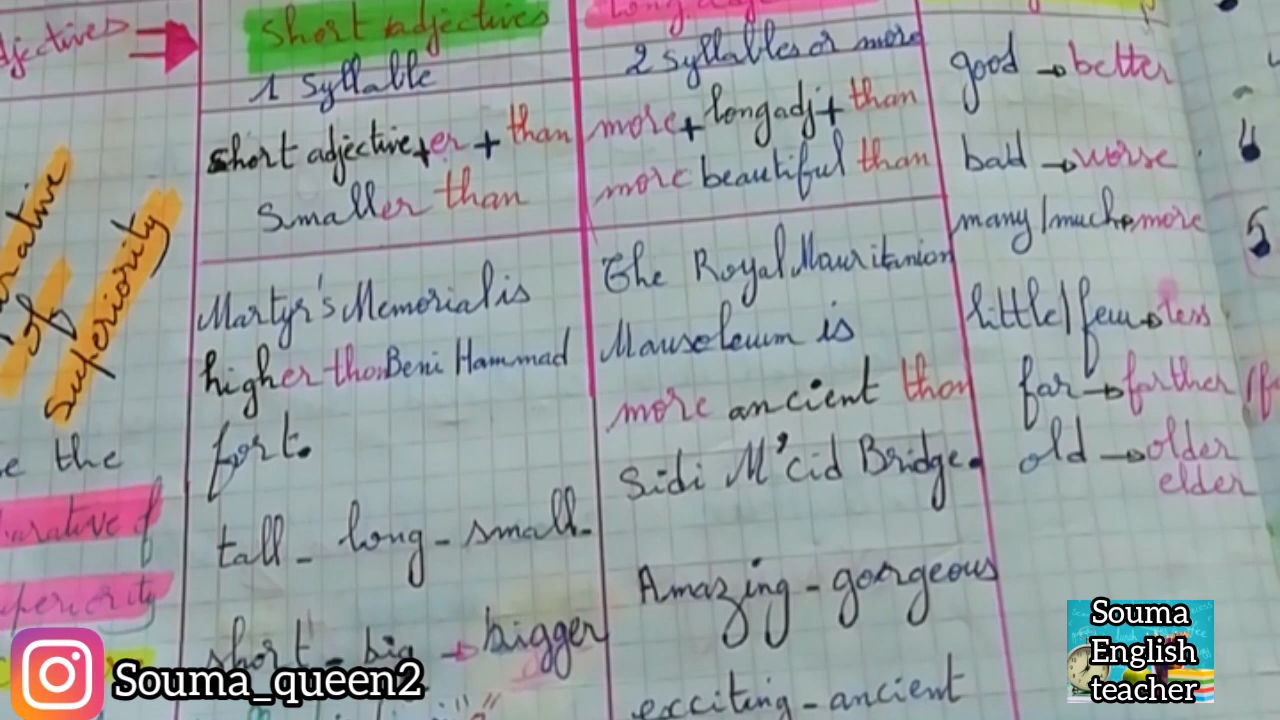 short adjectives
1 Syllable
short adjective+er + than
Smaller than
Martyr's Memorial is
higher than Beni Hammad
fort.
tall - long - small -
short - big → bigger
2 syllables or more
more + long adj + than
more beautiful than
The Royal Mauritanian
Mausoleum is
more ancient than
Sidi M'cid Bridge.
Amazing - gorgeous
exciting - ancient
good → better
bad → worse
many / much → more
little / few → less
far → farther
old → older
elder
of
superiority
the
5
Souma_queen2
Souma
English
teacher